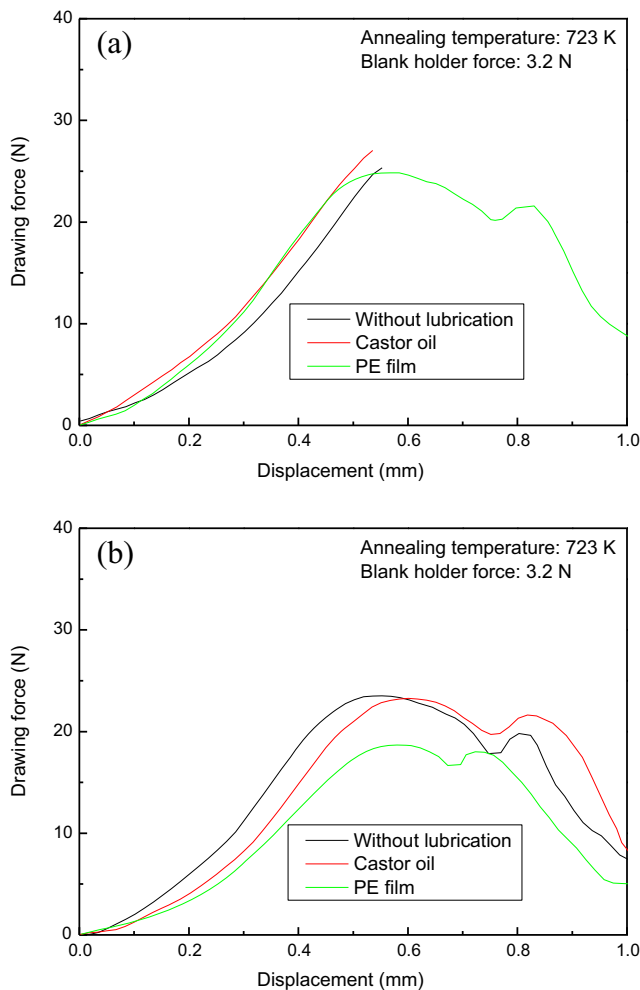 (a)
Annealing temperature: 723 K
Blank holder force: 3.2 N
40
30
20
10
0
Drawing force (N)
Without lubrication
Castor oil
PE film
0.0 0.2 0.4 0.6 0.8 1.0
Displacement (mm)
(b)
Annealing temperature: 723 K
Blank holder force: 3.2 N
40
30
20
10
0
Drawing force (N)
Without lubrication
Castor oil
PE film
0.0 0.2 0.4 0.6 0.8 1.0
Displacement (mm)